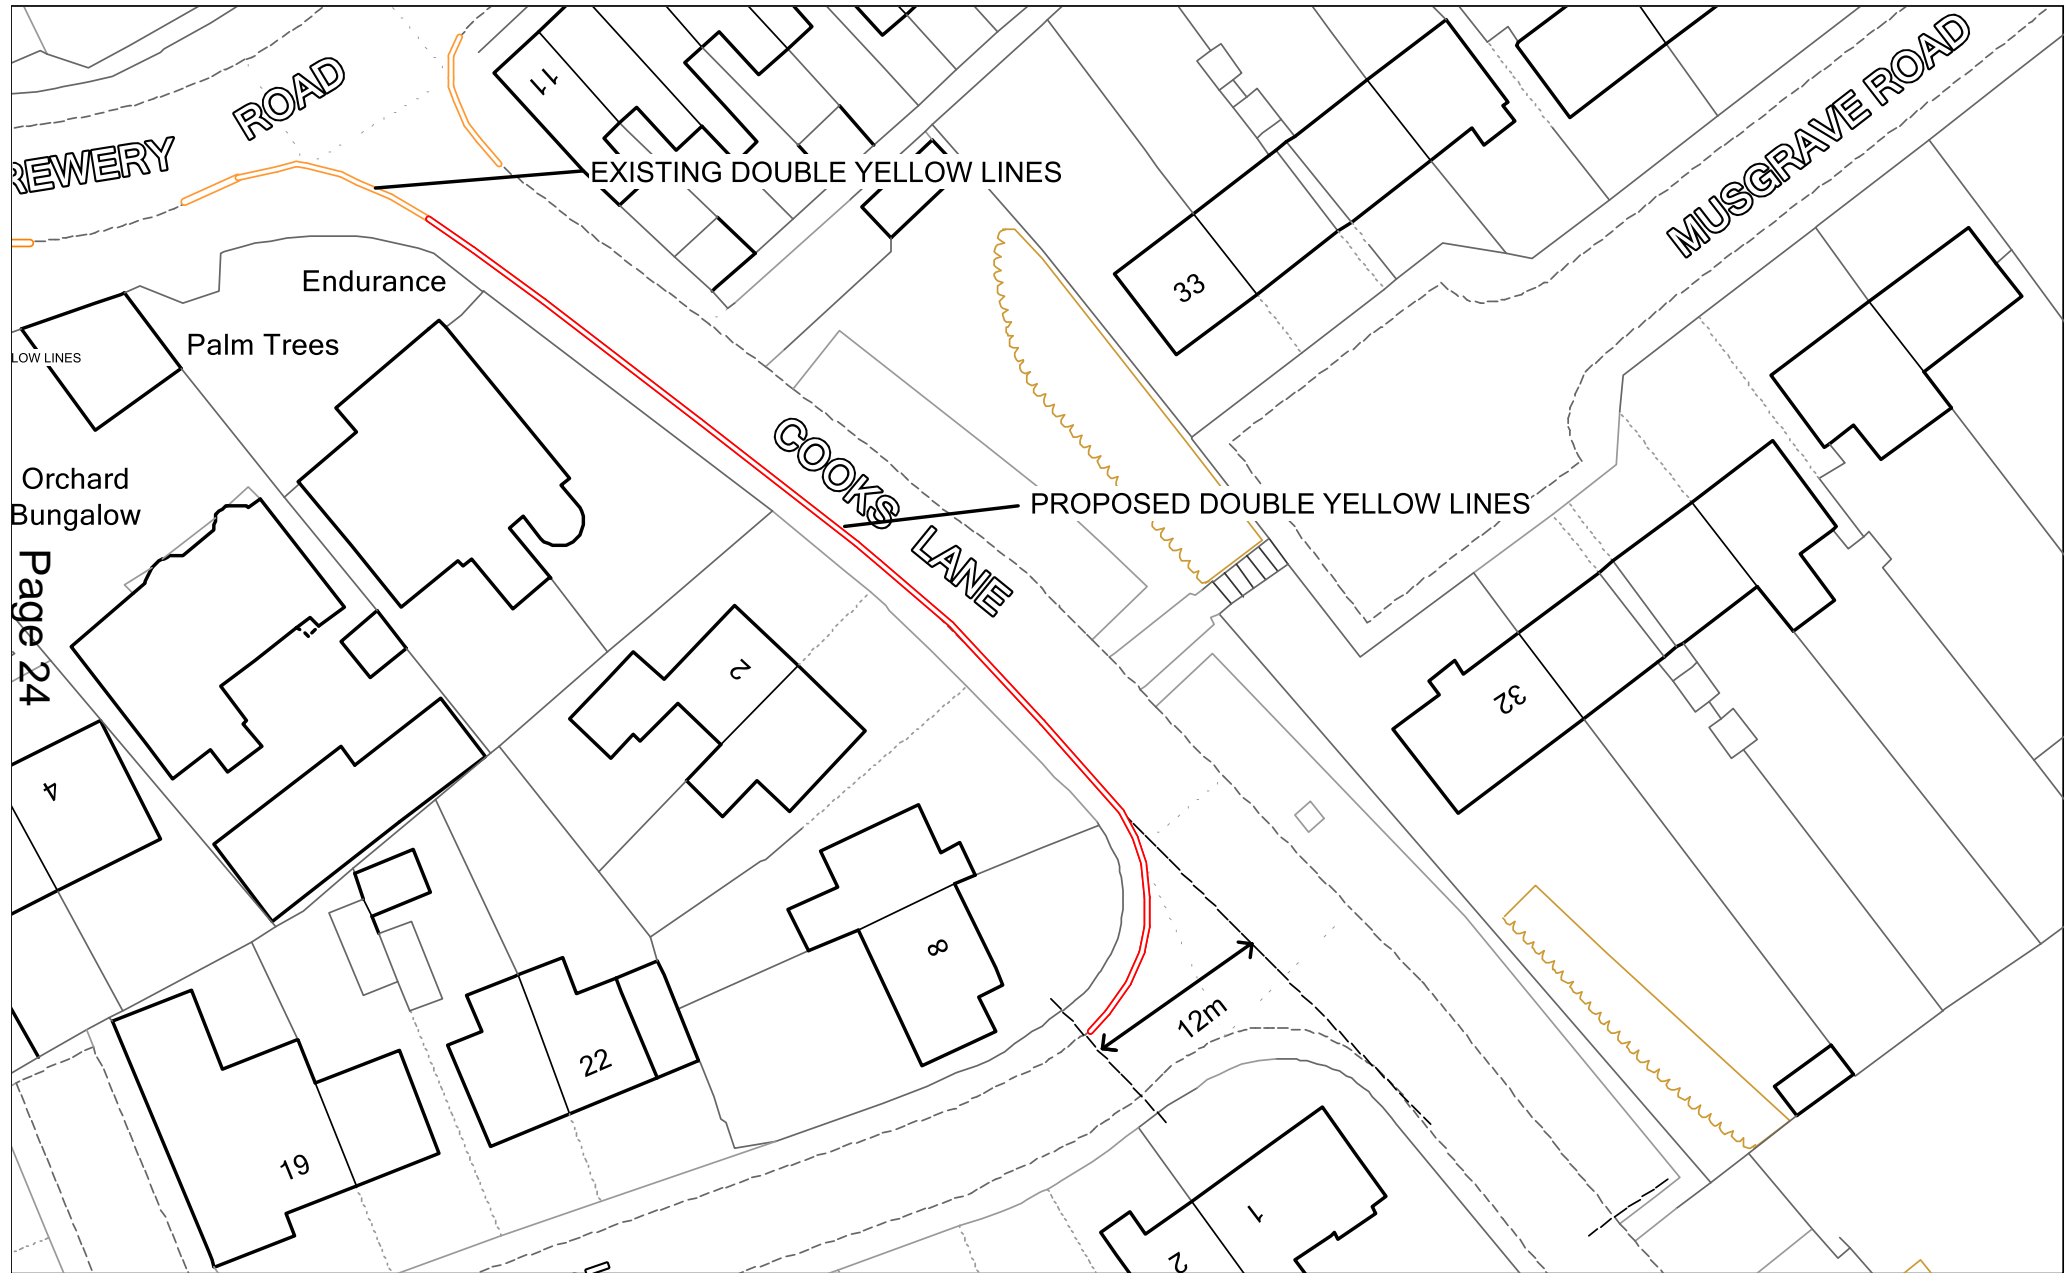 11
ROAD
REWERY
EXISTING DOUBLE YELLOW LINES
MUSGRAVE ROAD
Endurance
33
Palm Trees
LOW LINES
COOKS LANE
Orchard
Bungalow
PROPOSED DOUBLE YELLOW LINES
Page 24
2
32
4
8
12m
22
19
1
2